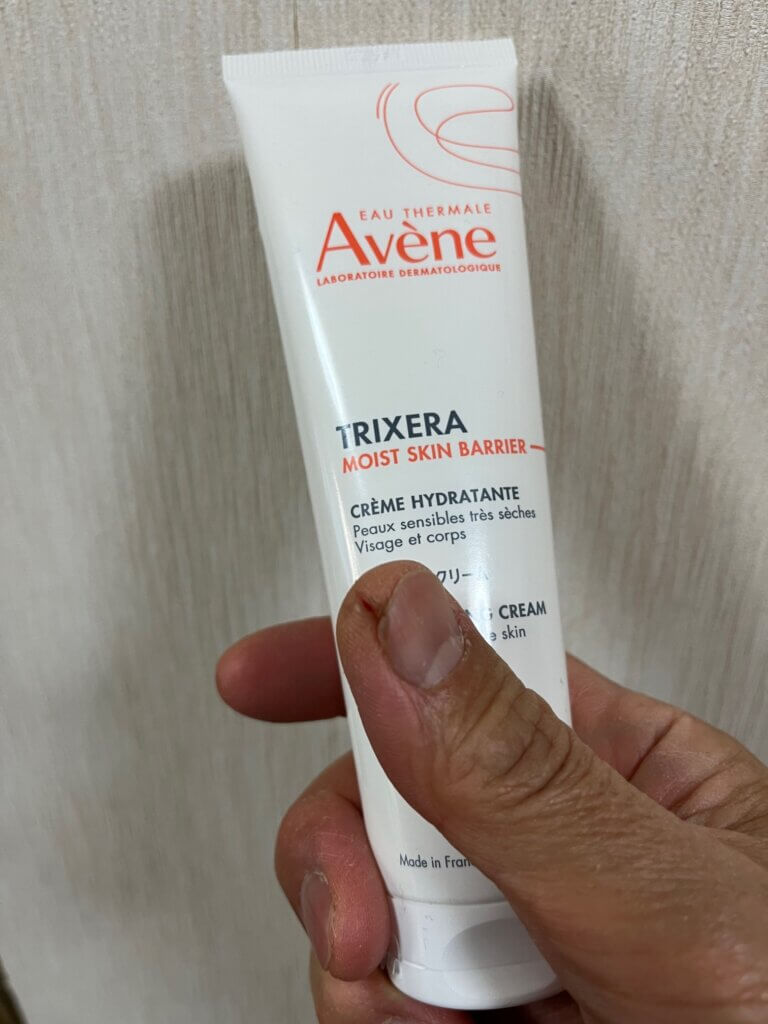 EAU THERMALE
Avène
LABORATOIRE DERMATOLOGIQUE
TRIXERA
MOIST SKIN BARRIER
CRÈME HYDRATANTE
Peaux sensibles très sèches
Visage et corps
クリーム
CREAM
skin
Made in